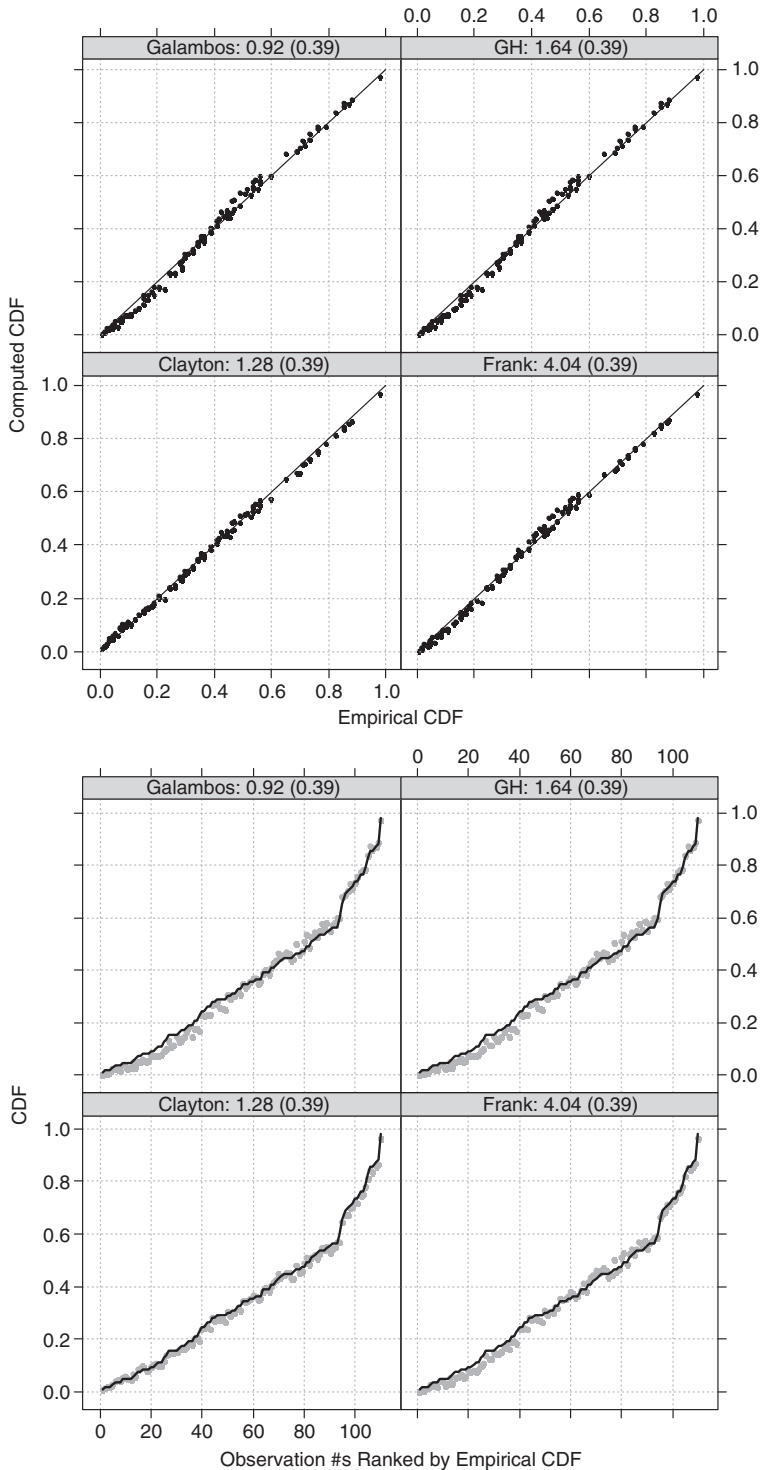 0.0 0.2 0.4 0.6 0.8 1.0
Galambos: 0.92 (0.39) GH: 1.64 (0.39)
1.0
0.8
0.6
0.4
0.2
0.0
Computed CDF
Clayton: 1.28 (0.39) Frank: 4.04 (0.39)
1.0
0.8
0.6
0.4
0.2
0.0
0.0 0.2 0.4 0.6 0.8 1.0
Empirical CDF
0 20 40 60 80 100
Galambos: 0.92 (0.39) GH: 1.64 (0.39)
1.0
0.8
0.6
0.4
0.2
0.0
CDF
Clayton: 1.28 (0.39) Frank: 4.04 (0.39)
1.0
0.8
0.6
0.4
0.2
0.0
0 20 40 60 80 100
Observation #s Ranked by Empirical CDF